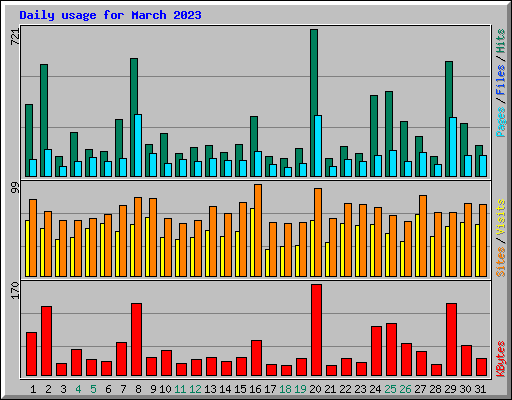 Daily usage for March 2023
721
Pages / Files / Hits
99
Sites / Visits
170
KBytes
1 2 3 4 5 6 7 8 9 10 11 12 13 14 15 16 17 18 19 20 21 22 23 24 25 26 27 28 29 30 31